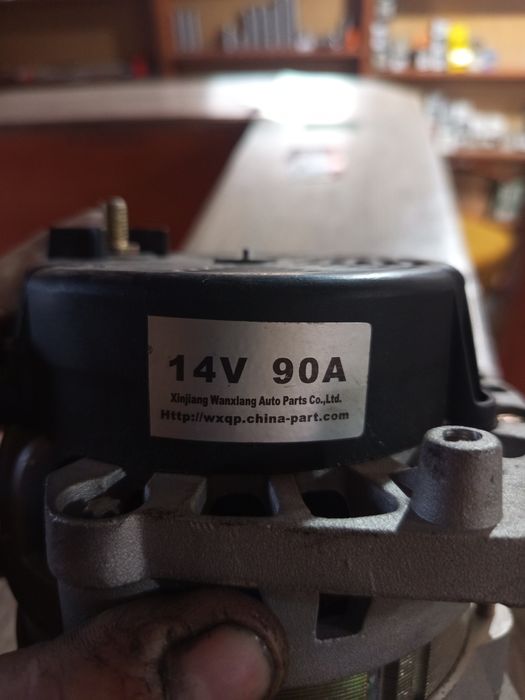 14V 90A
Xinjiang Wanxiang Auto Parts Co.,Ltd.
Http://wxqp.china-part.com